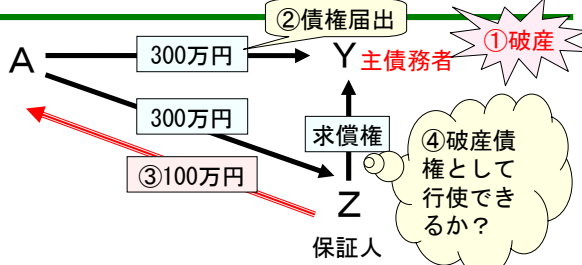 ②債権届出
①破産
A
300万円
Y
主債務者
300万円
求償権
③100万円
④破産債
権として
行使でき
るか？
Z
保証人